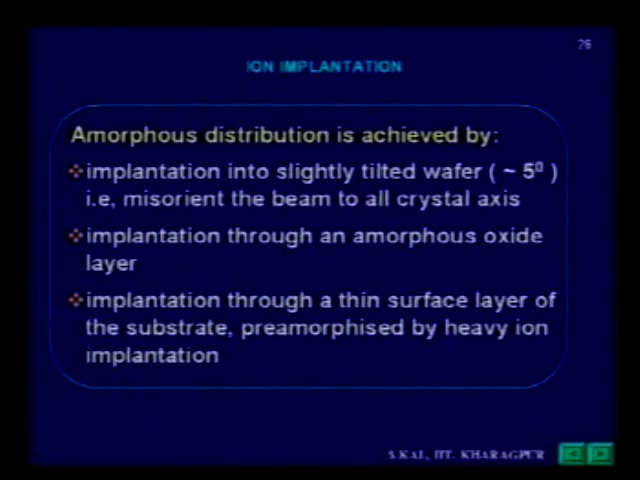 26
ION IMPLANTATION
Amorphous distribution is achieved by:
implantation into slightly tilted wafer ( ~ 5⁰ )
i.e, misorient the beam to all crystal axis
implantation through an amorphous oxide
layer
implantation through a thin surface layer of
the substrate, preamorphised by heavy ion
implantation
S.KAL, IIT- KHARAGPUR